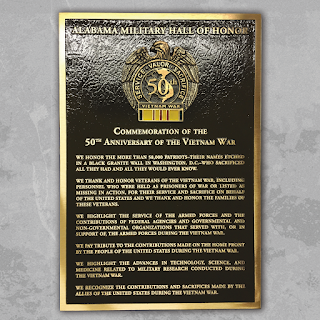 ALABAMA MILITARY HALL OF HONOR
SERVICE VALOR SACRIFICE
50
VIETNAM WAR
COMMEMORATION OF THE
50TH ANNIVERSARY OF THE VIETNAM WAR
WE HONOR THE MORE THAN 58,000 PATRIOTS–THEIR NAMES ETCHED
IN A BLACK GRANITE WALL IN WASHINGTON, D.C.–WHO SACRIFICED
ALL THEY HAD AND ALL THEY WOULD EVER KNOW.
WE THANK AND HONOR VETERANS OF THE VIETNAM WAR, INCLUDING
PERSONNEL WHO WERE HELD AS PRISONERS OF WAR OR LISTED AS
MISSING IN ACTION, FOR THEIR SERVICE AND SACRIFICE ON BEHALF
OF THE UNITED STATES AND WE THANK AND HONOR THE FAMILIES OF
THESE VETERANS.
WE HIGHLIGHT THE SERVICE OF THE ARMED FORCES AND THE
CONTRIBUTIONS OF FEDERAL AGENCIES AND GOVERNMENTAL AND
NON-GOVERNMENTAL ORGANIZATIONS THAT SERVED WITH, OR IN
SUPPORT OF, THE ARMED FORCES DURING THE VIETNAM WAR.
WE PAY TRIBUTE TO THE CONTRIBUTIONS MADE ON THE HOME FRONT
BY THE PEOPLE OF THE UNITED STATES DURING THE VIETNAM WAR.
WE HIGHLIGHT THE ADVANCES IN TECHNOLOGY, SCIENCE, AND
MEDICINE RELATED TO MILITARY RESEARCH CONDUCTED DURING
THE VIETNAM WAR.
WE RECOGNIZE THE CONTRIBUTIONS AND SACRIFICES MADE BY THE
ALLIES OF THE UNITED STATES DURING THE VIETNAM WAR.